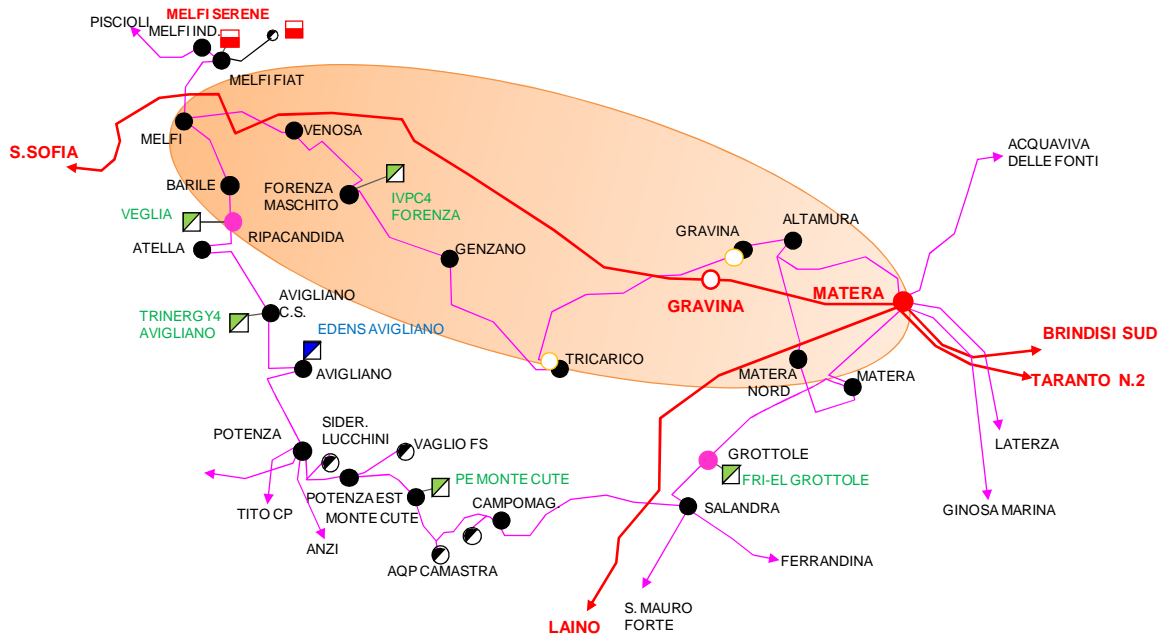 MELFI SERENE
PISCIOLI
MELFI IND.
MELFI FIAT
S.SOFIA
MELFI
VENOSA
ACQUAVIVA
DELLE FONTI
BARILE
FORENZA
MASCHITO
IVPC4
FORENZA
VEGLIA
RIPACANDIDA
ATELLA
GENZANO
GRAVINA
ALTAMURA
GRAVINA
MATERA
AVIGLIANO
C.S.
TRINERGY4
AVIGLIANO
EDENS AVIGLIANO
BRINDISI SUD
TARANTO N.2
AVIGLIANO
TRICARICO
MATERA
NORD
MATERA
POTENZA
SIDER.
LUCCHINI
VAGLIO FS
LATERZA
GROTTOLE
FRI-EL GROTTOLE
PE MONTE CUTE
POTENZA EST
MONTE CUTE
CAMPOMAG.
SALANDRA
GINOSA MARINA
TITO CP
ANZI
AQP CAMASTRA
FERRANDINA
S. MAURO
FORTE
LAINO